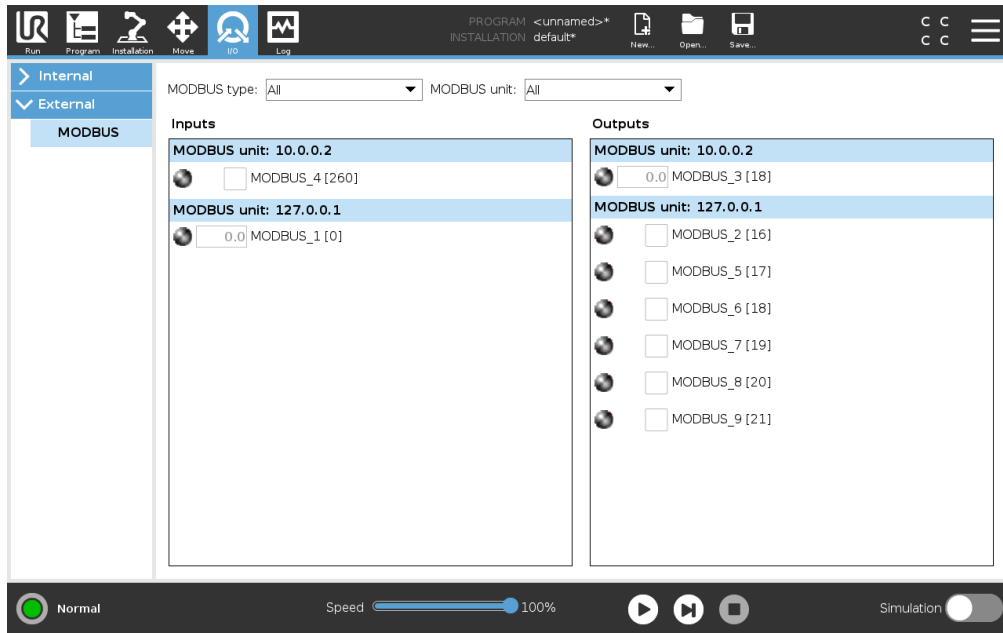 PROGRAM <unnamed>*
INSTALLATION default*
C C
C C
UR
Run
Program
Installation
Move
I/O
Log
New...
Open...
Save...
Internal
External
MODBUS
MODBUS type: All
MODBUS unit: All
Inputs
MODBUS unit: 10.0.0.2
MODBUS_4 [260]
MODBUS unit: 127.0.0.1
0.0 MODBUS_1 [0]
Outputs
MODBUS unit: 10.0.0.2
0.0 MODBUS_3 [18]
MODBUS unit: 127.0.0.1
MODBUS_2 [16]
MODBUS_5 [17]
MODBUS_6 [18]
MODBUS_7 [19]
MODBUS_8 [20]
MODBUS_9 [21]
Normal
Speed 100%
Simulation